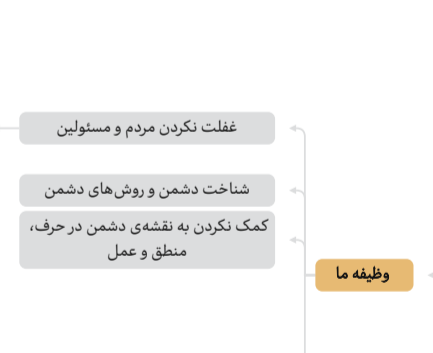 غفلت نکردن مردم و مسئولین
شناخت دشمن و روش‌های دشمن
کمک نکردن به نقشه‌ی دشمن در حرف،
منطق و عمل
وظیفه ما